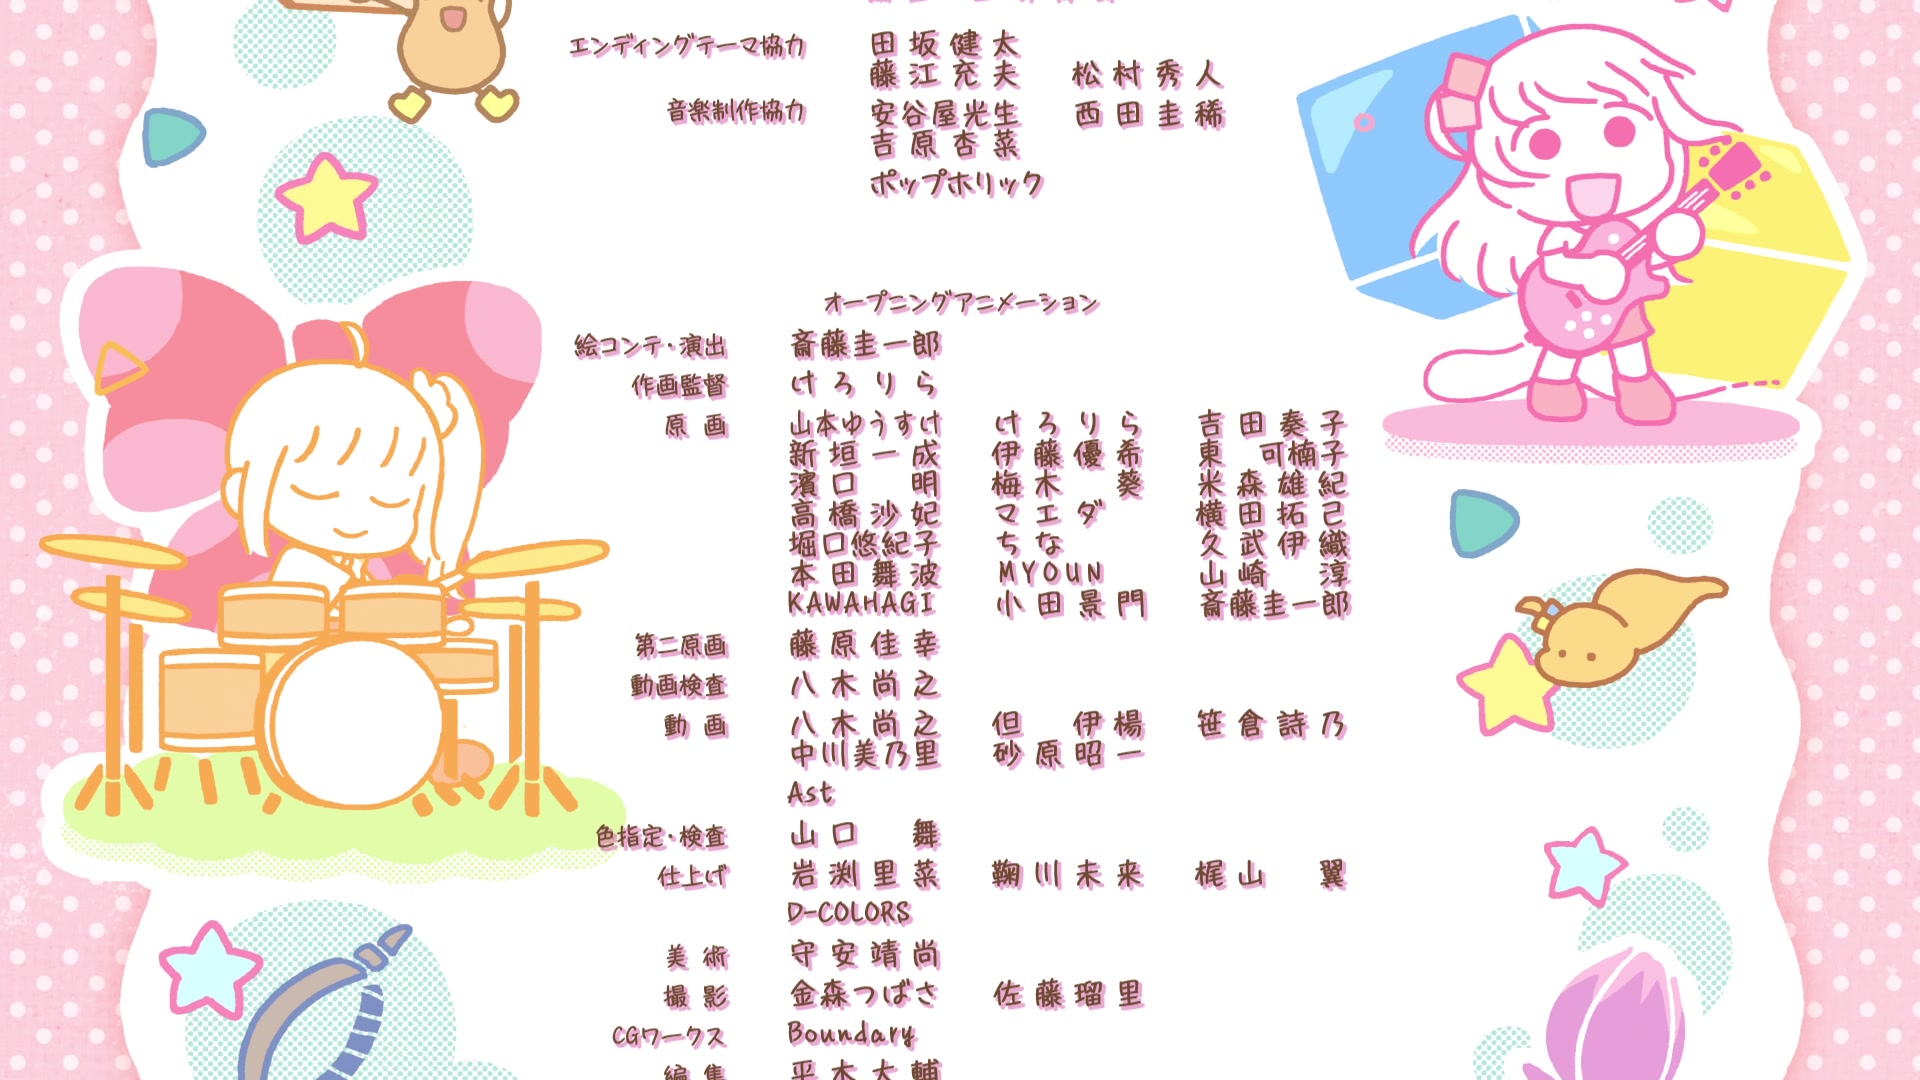 エンディングテーマ協力 田坂健太
藤江充夫 松村秀人
音楽制作協力 安谷屋光生 西田圭稀
吉原杏菜
ポップホリック
オープニングアニメーション
絵コンテ・演出 斎藤圭一郎
作画監督 けろりら
原画 山本ゆうすけ けろりら 吉田奏子
新垣一成 伊藤優希 東 可楠子
濱口 明 梅木 葵 米森雄紀
高橋沙妃 マエダ 横田拓己
堀口悠紀子 ちな 久武伊織
本田舞波 MYOUN 山崎 淳
KAWAHAGI 小田景門 斎藤圭一郎
第二原画 藤原佳幸
動画検査 八木尚之
動画 八木尚之 但 伊楊 笹倉詩乃
中川美乃里 砂原昭一
Ast
色指定・検査 山口 舞
仕上げ 岩渕里菜 鞠川未来 梶山 翼
D-COLORS
美術 守安靖尚
撮影 金森つばさ 佐藤瑠里
CGワークス Boundary
編集 平木大輔